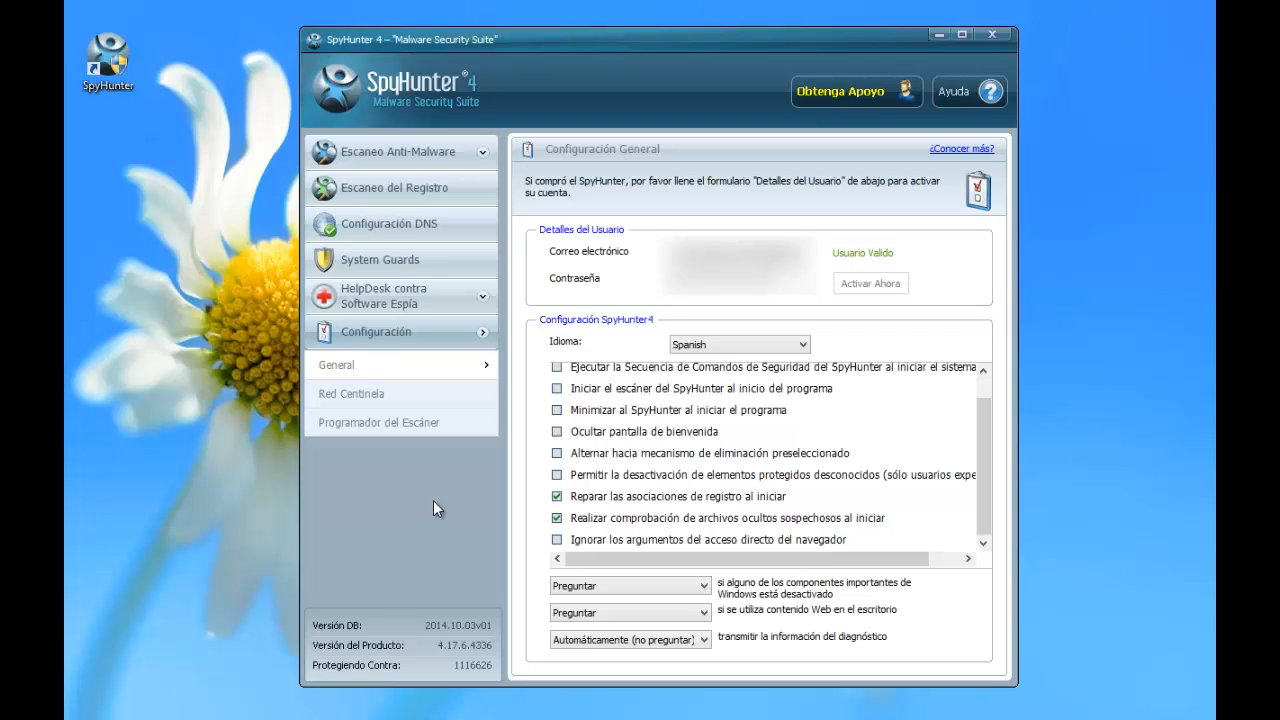 SpyHunter
SpyHunter 4 – "Malware Security Suite"
SpyHunter® 4
Malware Security Suite
Obtenga Apoyo
Ayuda
Escaneo Anti-Malware
Escaneo del Registro
Configuración DNS
System Guards
HelpDesk contra
Software Espía
Configuración
General
Red Centinela
Programador del Escáner
Versión DB: 2014.10.03v01
Versión del Producto: 4.17.6.4336
Protegiendo Contra: 1116626
Configuración General
¿Conocer más?
Si compró el SpyHunter, por favor llene el formulario "Detalles del Usuario" de abajo para activar
su cuenta.
Detalles del Usuario
Correo electrónico
Usuario Valido
Contraseña
Activar Ahora
Configuración SpyHunter4
Idioma: Spanish
Ejecutar la Secuencia de Comandos de Seguridad del SpyHunter al iniciar el sistema
Iniciar el escáner del SpyHunter al inicio del programa
Minimizar al SpyHunter al iniciar el programa
Ocultar pantalla de bienvenida
Alternar hacia mecanismo de eliminación preseleccionado
Permitir la desactivación de elementos protegidos desconocidos (sólo usuarios expe
Reparar las asociaciones de registro al iniciar
Realizar comprobación de archivos ocultos sospechosos al iniciar
Ignorar los argumentos del acceso directo del navegador
Preguntar
si alguno de los componentes importantes de
Windows está desactivado
Preguntar
si se utiliza contenido Web en el escritorio
Automáticamente (no preguntar)
transmitir la información del diagnóstico